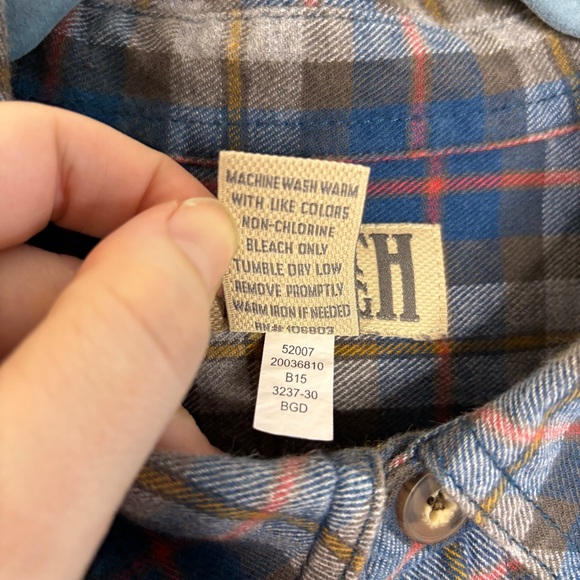 MACHINE WASH WARM
WITH LIKE COLORS
NON-CHLORINE
BLEACH ONLY
TUMBLE DRY LOW
REMOVE PROMPTLY
WARM IRON IF NEEDED
RN# 106803
52007
20036810
B15
3237-30
BGD